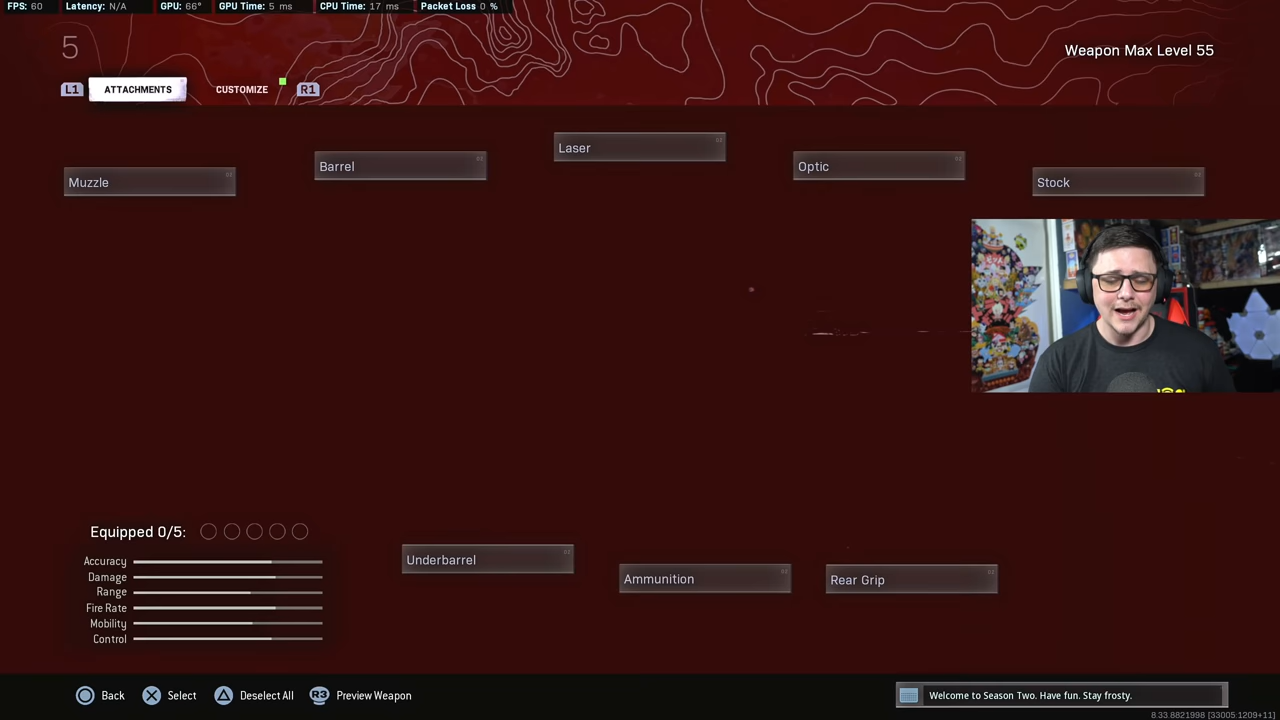 FPS: 60 Latency: N/A GPU: 66° GPU Time: 5 ms CPU Time: 17 ms Packet Loss 0 %
5
Weapon Max Level 55
L1 ATTACHMENTS CUSTOMIZE R1
Laser
Barrel
Optic
Muzzle
Stock
Equipped 0/5:
Accuracy
Damage
Range
Fire Rate
Mobility
Control
Underbarrel
Ammunition
Rear Grip
Back Select Deselect All R3 Preview Weapon
Welcome to Season Two. Have fun. Stay frosty.
8.33.8821998 [33005:1209+11]